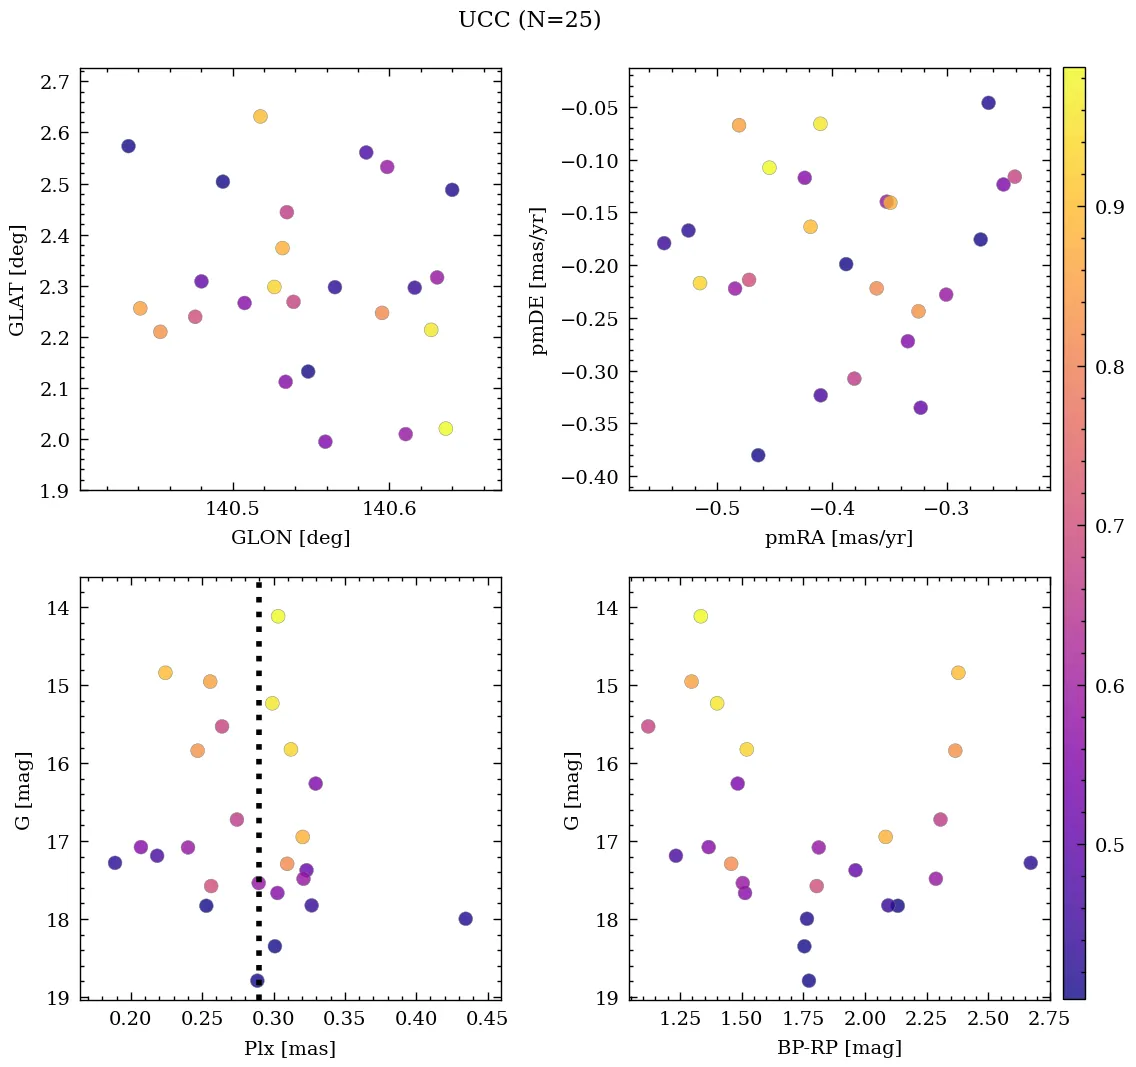 UCC (N=25)
2.7
2.6
2.5
2.4
2.3
2.2
2.1
2.0
1.9
GLAT [deg]
140.5 140.6
GLON [deg]
−0.05
−0.10
−0.15
−0.20
−0.25
−0.30
−0.35
−0.40
pmDE [mas/yr]
−0.5 −0.4 −0.3
pmRA [mas/yr]
14
15
16
17
18
19
G [mag]
0.20 0.25 0.30 0.35 0.40 0.45
Plx [mas]
14
15
16
17
18
19
G [mag]
1.25 1.50 1.75 2.00 2.25 2.50 2.75
BP-RP [mag]
0.9
0.8
0.7
0.6
0.5